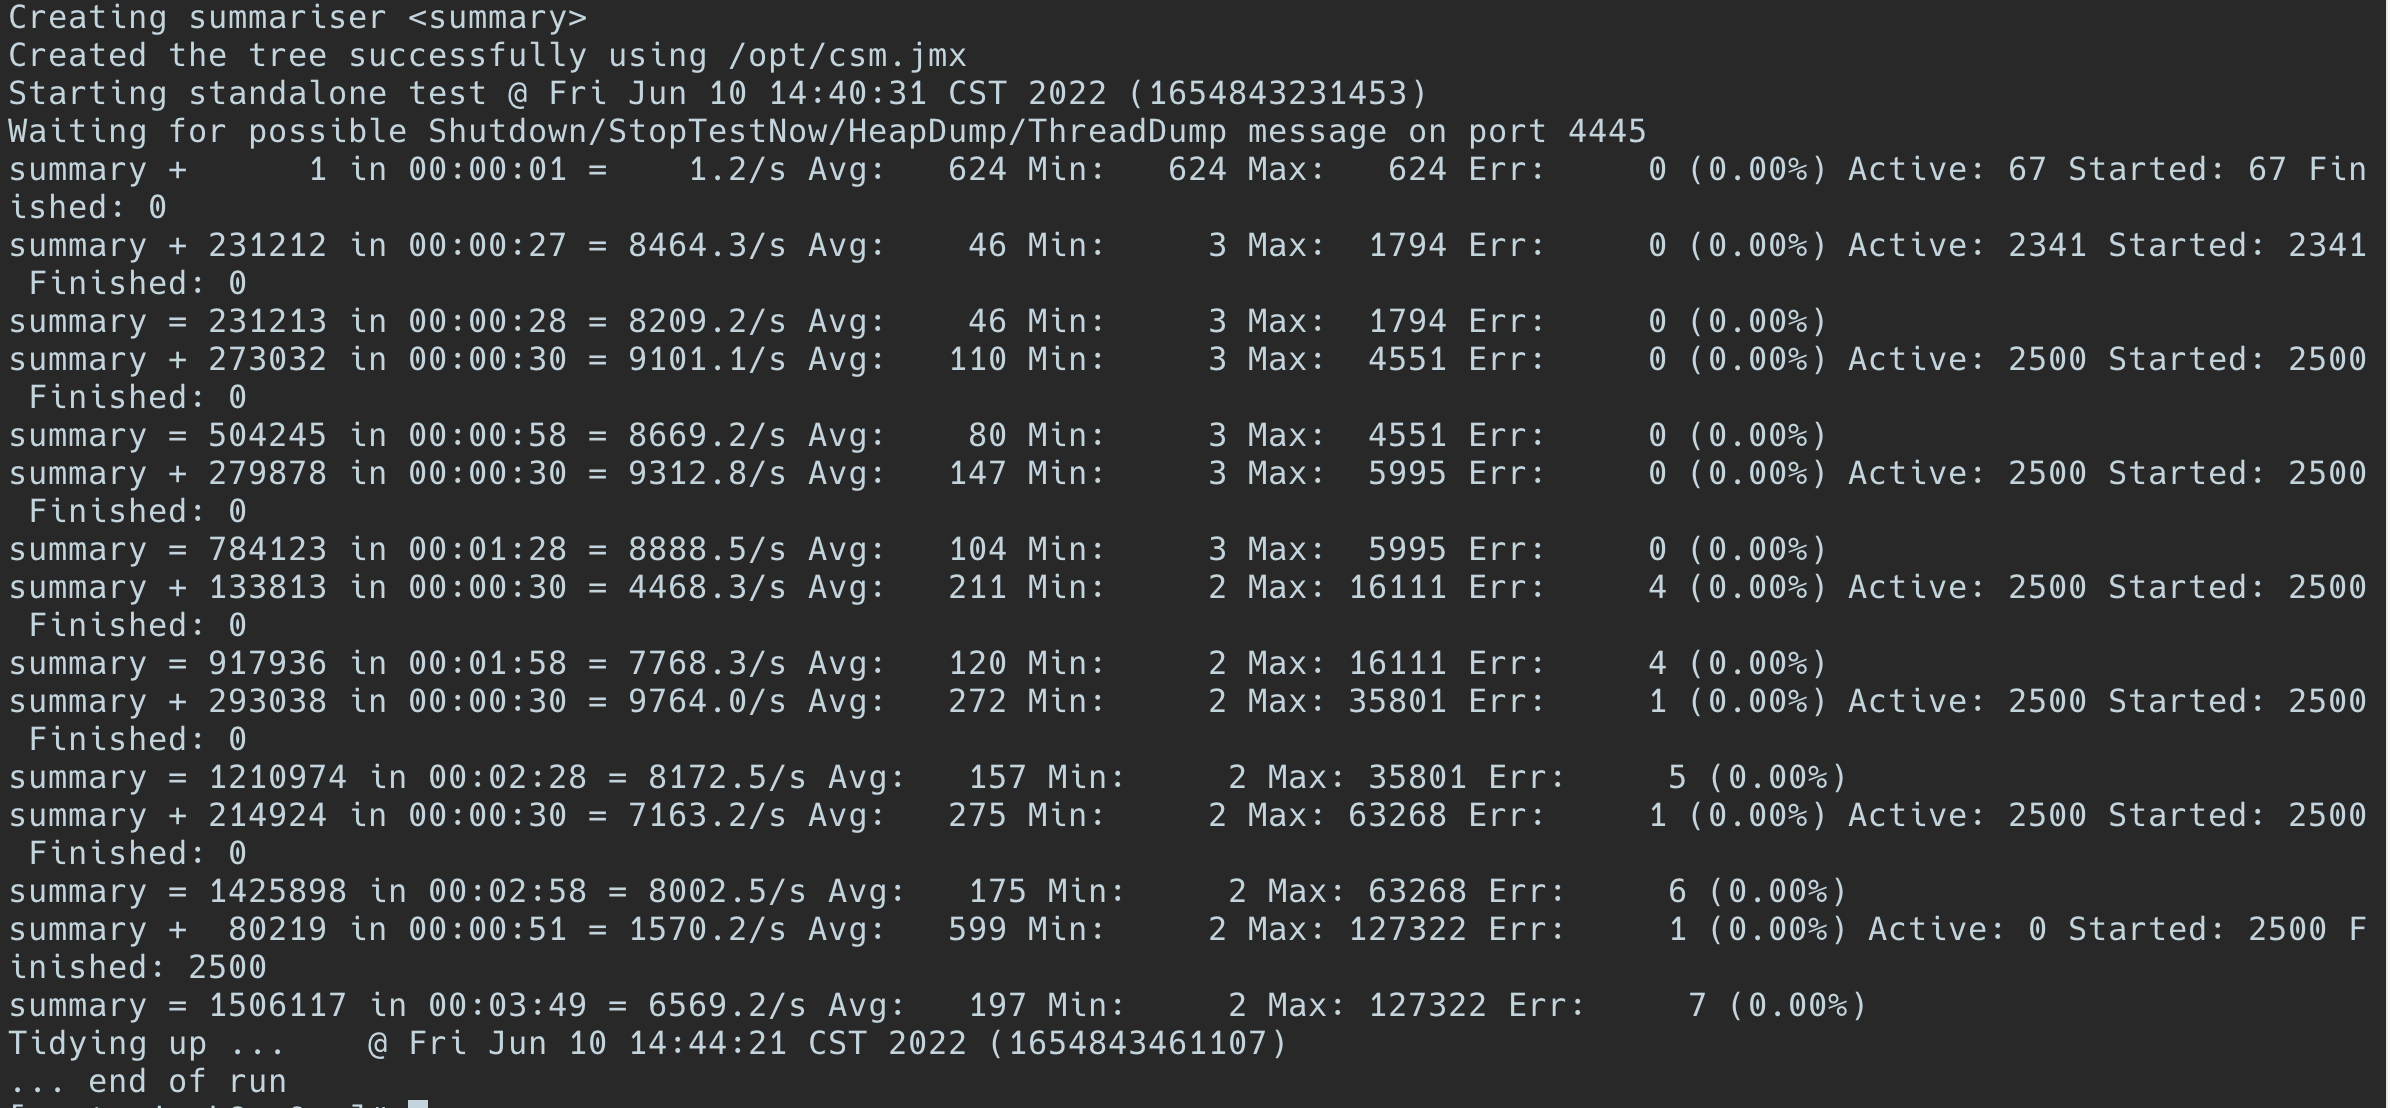 Creating summariser <summary>
Created the tree successfully using /opt/csm.jmx
Starting standalone test @ Fri Jun 10 14:40:31 CST 2022 (1654843231453)
Waiting for possible Shutdown/StopTestNow/HeapDump/ThreadDump message on port 4445
summary +      1 in 00:00:01 =    1.2/s Avg:   624 Min:   624 Max:   624 Err:     0 (0.00%) Active: 67 Started: 67 Fin
ished: 0
summary + 231212 in 00:00:27 = 8464.3/s Avg:    46 Min:     3 Max:  1794 Err:     0 (0.00%) Active: 2341 Started: 2341
 Finished: 0
summary = 231213 in 00:00:28 = 8209.2/s Avg:    46 Min:     3 Max:  1794 Err:     0 (0.00%)
summary + 273032 in 00:00:30 = 9101.1/s Avg:   110 Min:     3 Max:  4551 Err:     0 (0.00%) Active: 2500 Started: 2500
 Finished: 0
summary = 504245 in 00:00:58 = 8669.2/s Avg:    80 Min:     3 Max:  4551 Err:     0 (0.00%)
summary + 279878 in 00:00:30 = 9312.8/s Avg:   147 Min:     3 Max:  5995 Err:     0 (0.00%) Active: 2500 Started: 2500
 Finished: 0
summary = 784123 in 00:01:28 = 8888.5/s Avg:   104 Min:     3 Max:  5995 Err:     0 (0.00%)
summary + 133813 in 00:00:30 = 4468.3/s Avg:   211 Min:     2 Max: 16111 Err:     4 (0.00%) Active: 2500 Started: 2500
 Finished: 0
summary = 917936 in 00:01:58 = 7768.3/s Avg:   120 Min:     2 Max: 16111 Err:     4 (0.00%)
summary + 293038 in 00:00:30 = 9764.0/s Avg:   272 Min:     2 Max: 35801 Err:     1 (0.00%) Active: 2500 Started: 2500
 Finished: 0
summary = 1210974 in 00:02:28 = 8172.5/s Avg:   157 Min:     2 Max: 35801 Err:     5 (0.00%)
summary + 214924 in 00:00:30 = 7163.2/s Avg:   275 Min:     2 Max: 63268 Err:     1 (0.00%) Active: 2500 Started: 2500
 Finished: 0
summary = 1425898 in 00:02:58 = 8002.5/s Avg:   175 Min:     2 Max: 63268 Err:     6 (0.00%)
summary +  80219 in 00:00:51 = 1570.2/s Avg:   599 Min:     2 Max: 127322 Err:     1 (0.00%) Active: 0 Started: 2500 F
inished: 2500
summary = 1506117 in 00:03:49 = 6569.2/s Avg:   197 Min:     2 Max: 127322 Err:     7 (0.00%)
Tidying up ...    @ Fri Jun 10 14:44:21 CST 2022 (1654843461107)
... end of run